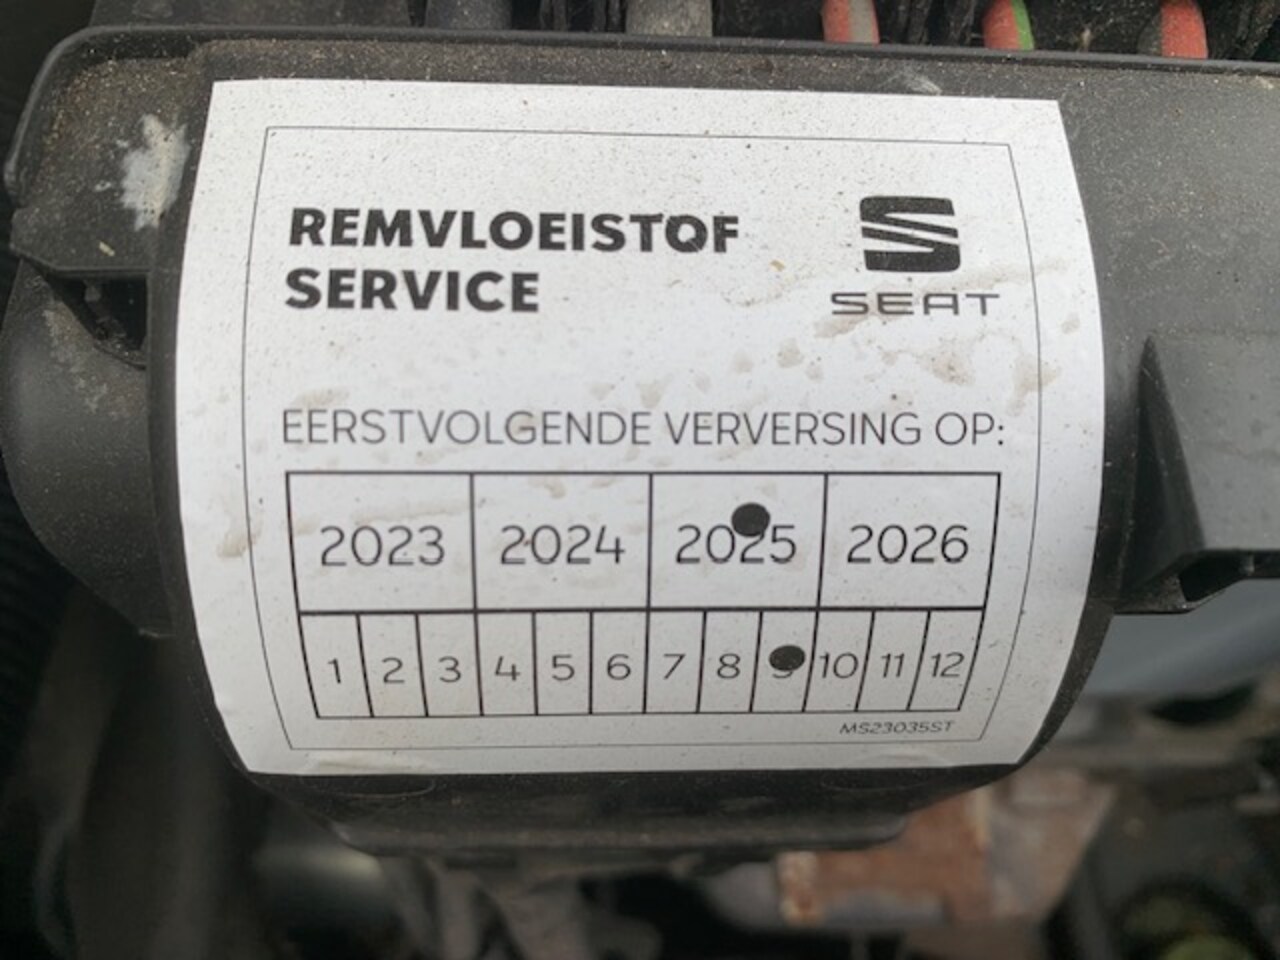 REMVLOEISTOF
SERVICE
SEAT
EERSTVOLGENDE VERVERSING OP:
2023 2024 2025 2026
1 2 3 4 5 6 7 8 9 10 11 12
MS23035ST